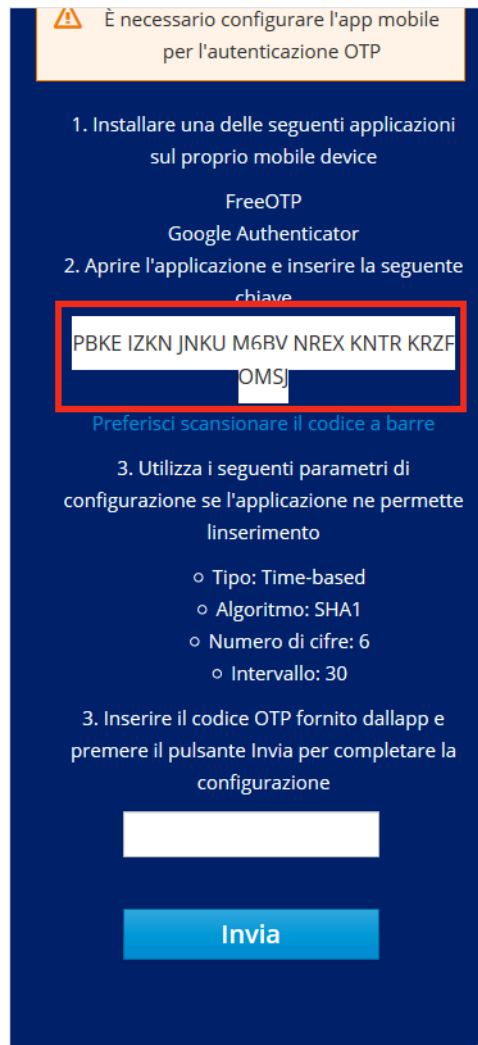 È necessario configurare l'app mobile
per l'autenticazione OTP
1. Installare una delle seguenti applicazioni
sul proprio mobile device
FreeOTP
Google Authenticator
2. Aprire l'applicazione e inserire la seguente
chiave
PBKE IZKN JNKU M6BV NREX KNTR KRZF
OMSJ
Preferisci scansionare il codice a barre
3. Utilizza i seguenti parametri di
configurazione se l'applicazione ne permette
linserimento
Tipo: Time-based
Algoritmo: SHA1
Numero di cifre: 6
Intervallo: 30
3. Inserire il codice OTP fornito dallapp e
premere il pulsante Invia per completare la
configurazione
Invia